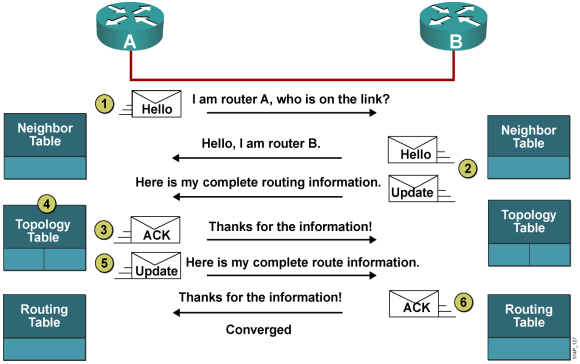 A
B
1
Hello
I am router A, who is on the link?
Neighbor
Table
Neighbor
Table
Hello, I am router B.
Hello
2
Here is my complete routing information.
Update
4
Topology
Table
Topology
Table
3
ACK
Thanks for the information!
5
Update
Here is my complete route information.
Routing
Table
Thanks for the information!
ACK
6
Routing
Table
Converged